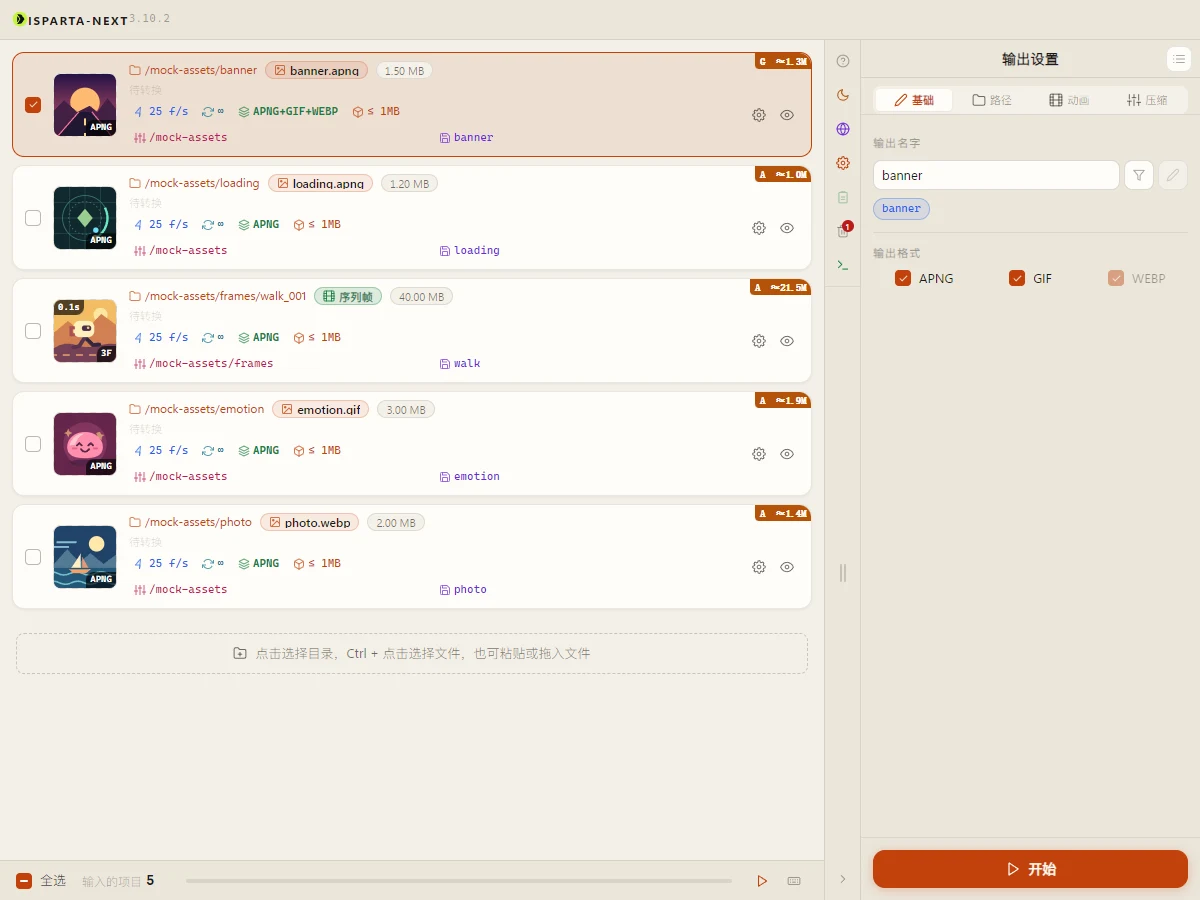 ISPARTA-NEXT 3.10.2
/mock-assets/banner banner.apng 1.50 MB G ≈1.3M
待转换
25 f/s ∞ APNG+GIF+WEBP ≤ 1MB
APNG
/mock-assets banner
/mock-assets/loading loading.apng 1.20 MB A ≈1.0M
待转换
25 f/s ∞ APNG ≤ 1MB
APNG
/mock-assets loading
/mock-assets/frames/walk_001 序列帧 40.00 MB A ≈21.5M
0.1s
待转换
25 f/s ∞ APNG ≤ 1MB
3F
/mock-assets/frames walk
/mock-assets/emotion emotion.gif 3.00 MB A ≈1.9M
待转换
25 f/s ∞ APNG ≤ 1MB
APNG
/mock-assets emotion
/mock-assets/photo photo.webp 2.00 MB A ≈1.4M
待转换
25 f/s ∞ APNG ≤ 1MB
APNG
/mock-assets photo
点击选择目录，Ctrl + 点击选择文件，也可粘贴或拖入文件
全选 输入的项目 5
1
输出设置
基础 路径 动画 压缩
输出名字
banner
banner
输出格式
APNG GIF WEBP
开始